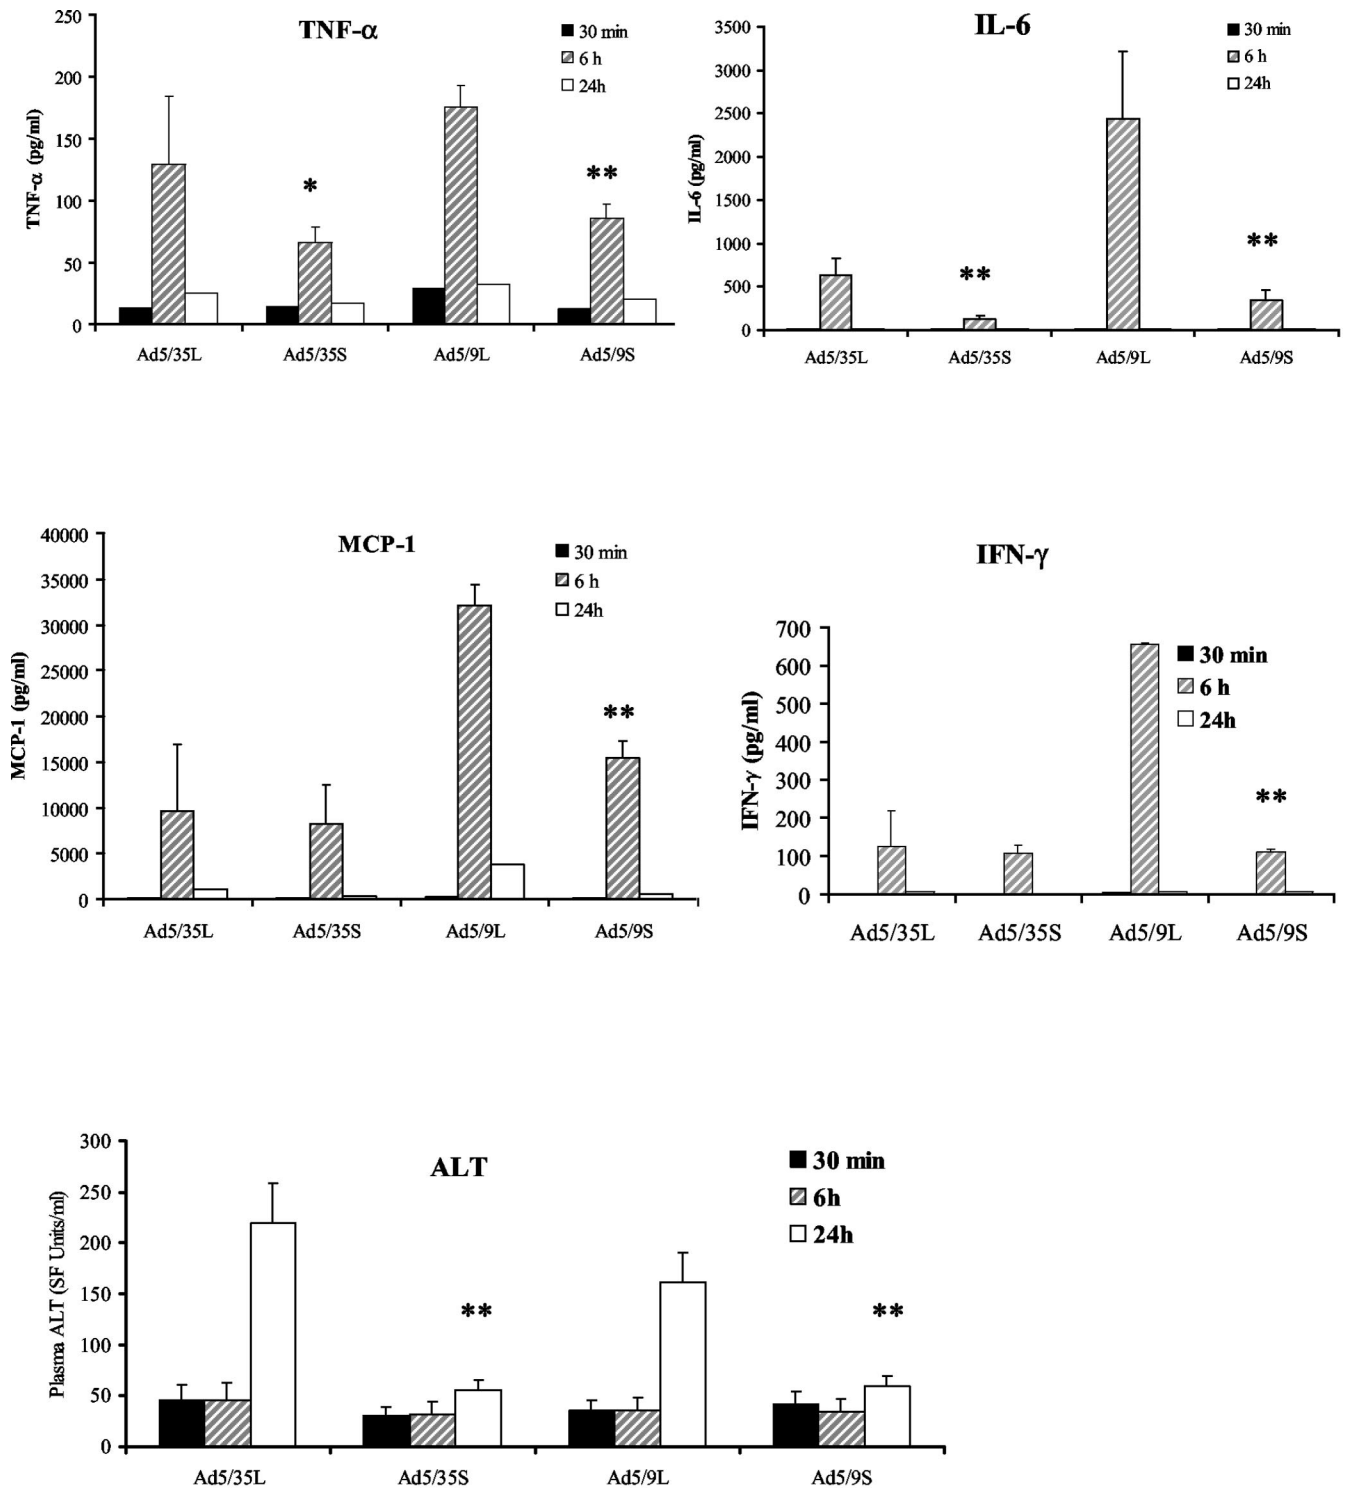 TNF-α
TNF-α (pg/ml)
250
200
150
100
50
0
30 min
6 h
24h
*
**
Ad5/35L
Ad5/35S
Ad5/9L
Ad5/9S
IL-6
IL-6 (pg/ml)
3500
3000
2500
2000
1500
1000
500
0
30 min
6 h
24h
**
**
Ad5/35L
Ad5/35S
Ad5/9L
Ad5/9S
MCP-1
MCP-1 (pg/ml)
40000
35000
30000
25000
20000
15000
10000
5000
0
30 min
6 h
24h
**
Ad5/35L
Ad5/35S
Ad5/9L
Ad5/9S
IFN-γ
IFN-γ (pg/ml)
700
600
500
400
300
200
100
0
30 min
6 h
24h
**
Ad5/35L
Ad5/35S
Ad5/9L
Ad5/9S
ALT
Plasma ALT (SF Units/ml)
300
250
200
150
100
50
0
30 min
6h
24h
**
**
Ad5/35L
Ad5/35S
Ad5/9L
Ad5/9S